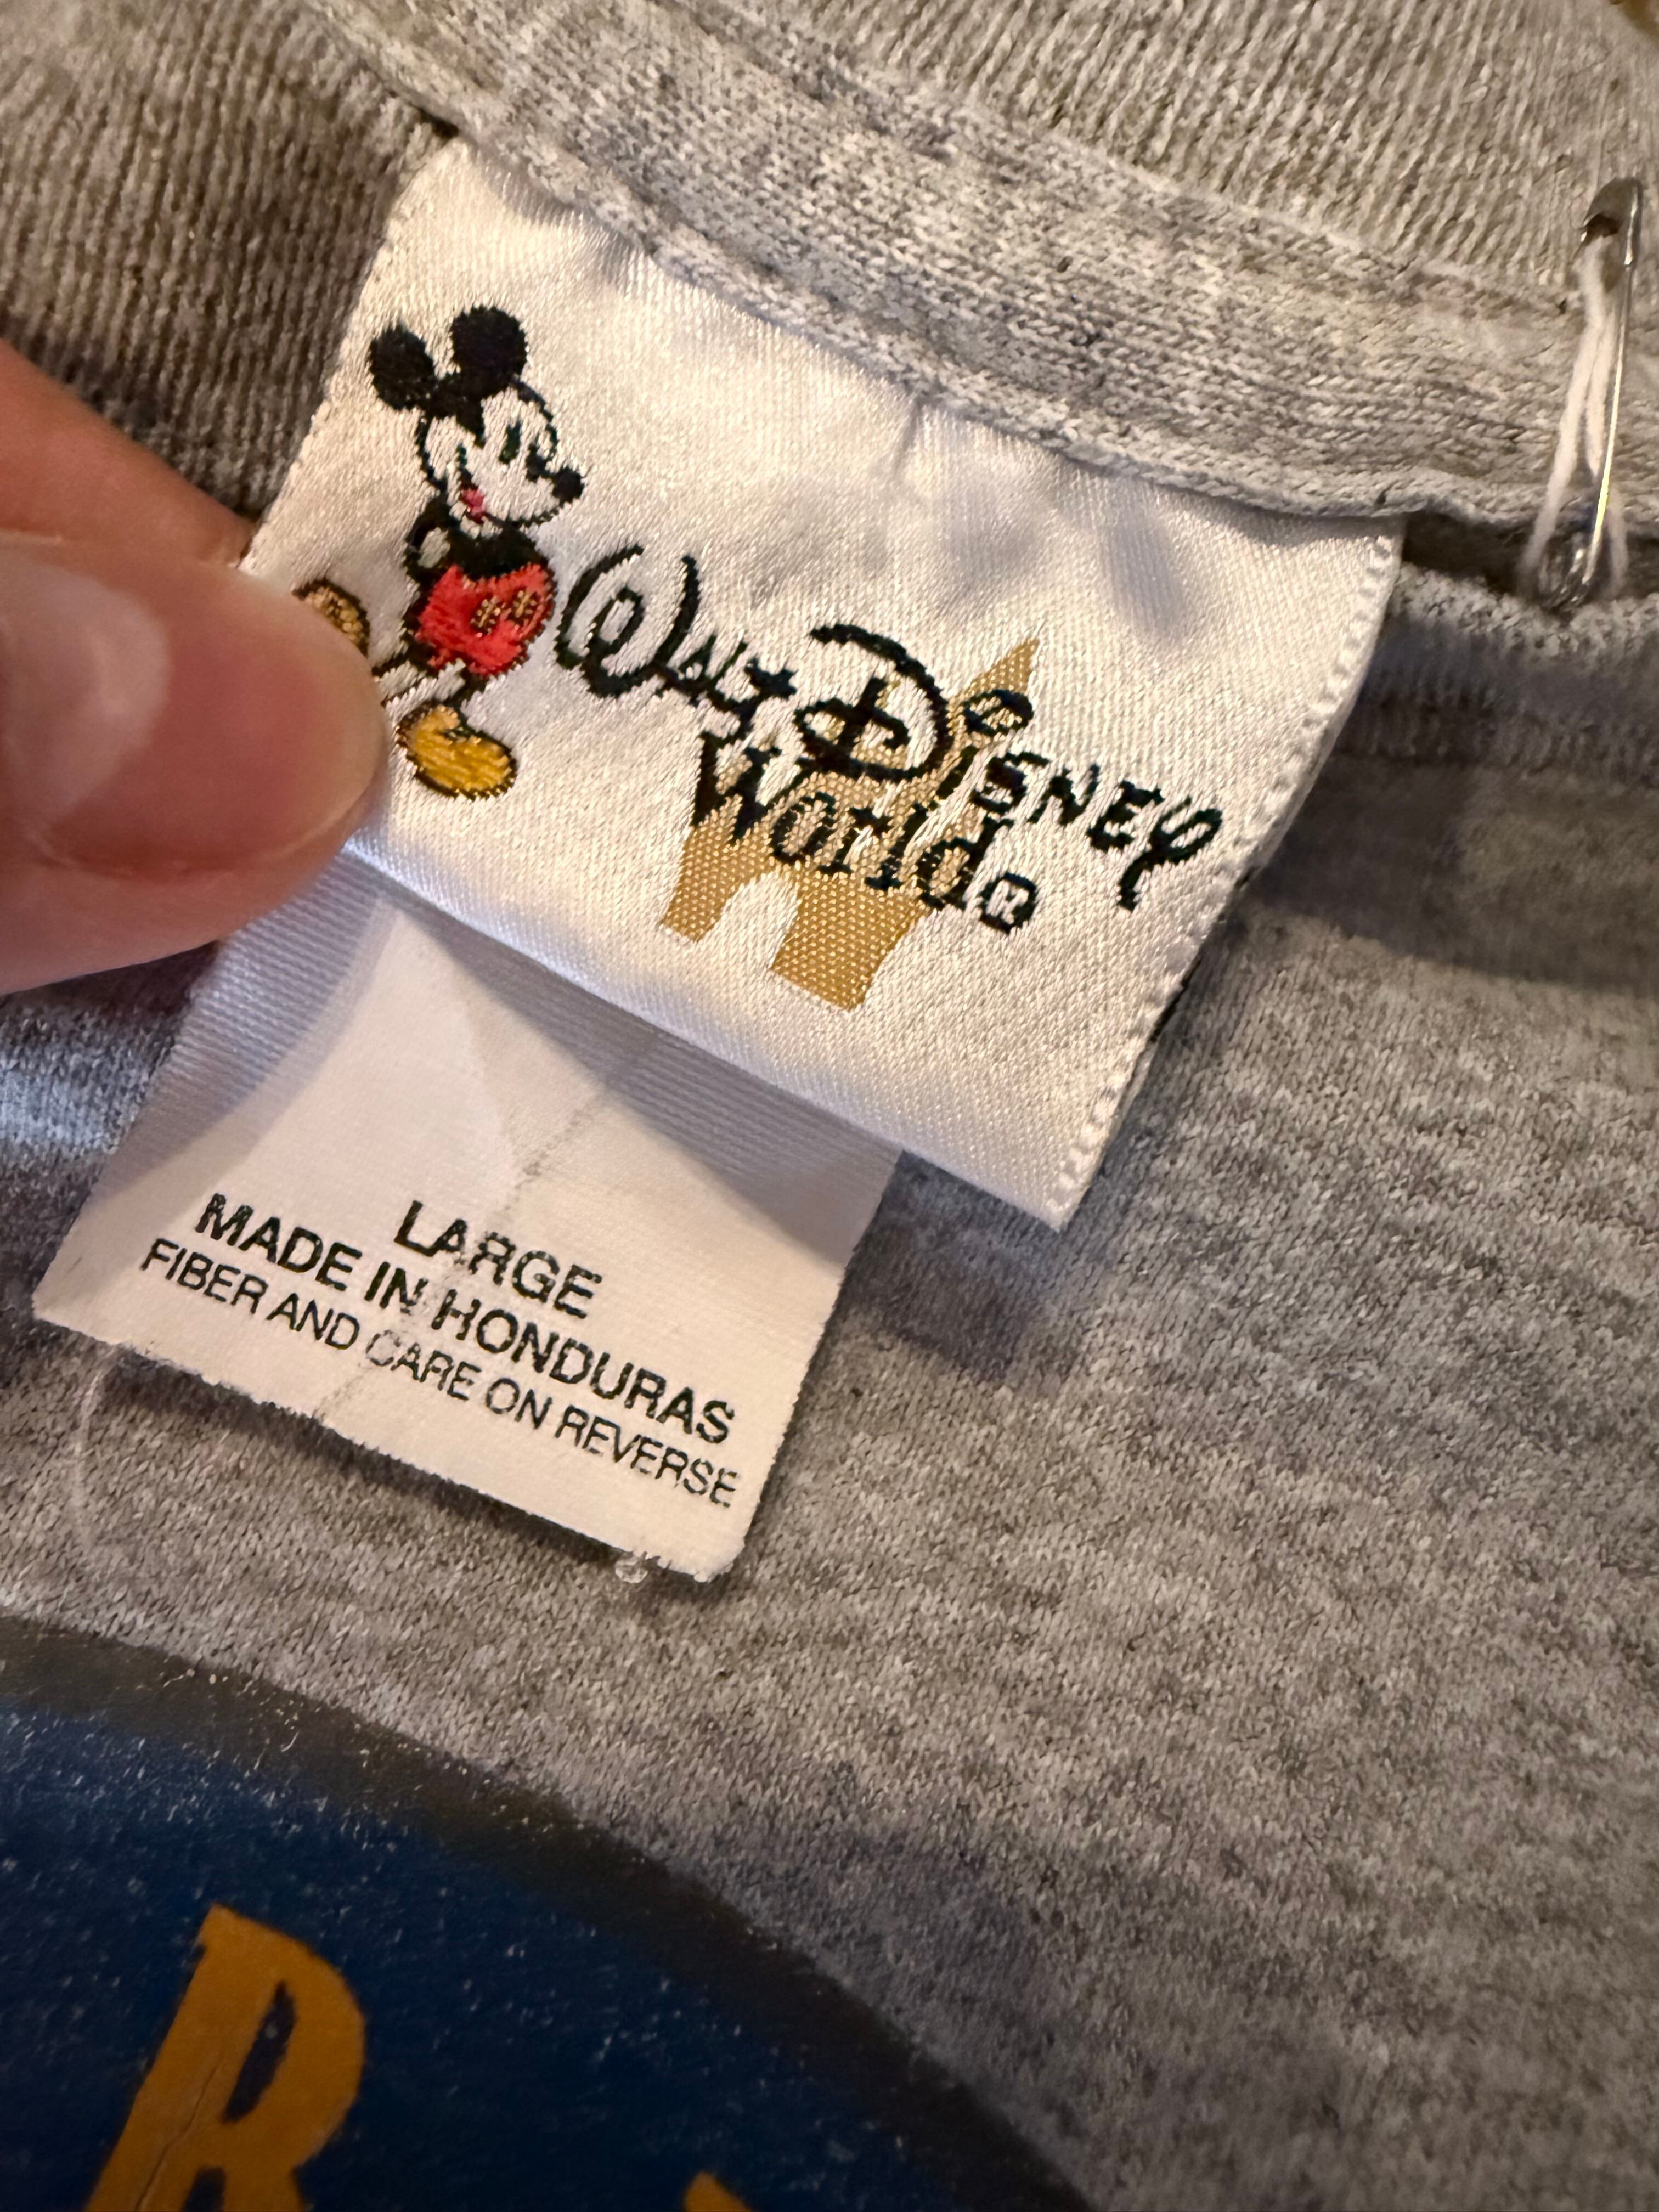 Walt Disney
World®
LARGE
MADE IN HONDURAS
FIBER AND CARE ON REVERSE
R